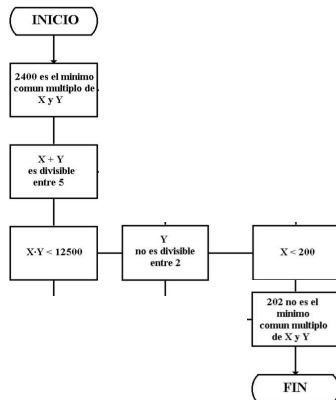 INICIO
2400 es el minimo
comun multiplo de
X y Y
X + Y
es divisible
entre 5
X·Y < 12500
Y
no es divisible
entre 2
X < 200
202 no es el
minimo
comun multiplo
de X y Y
FIN